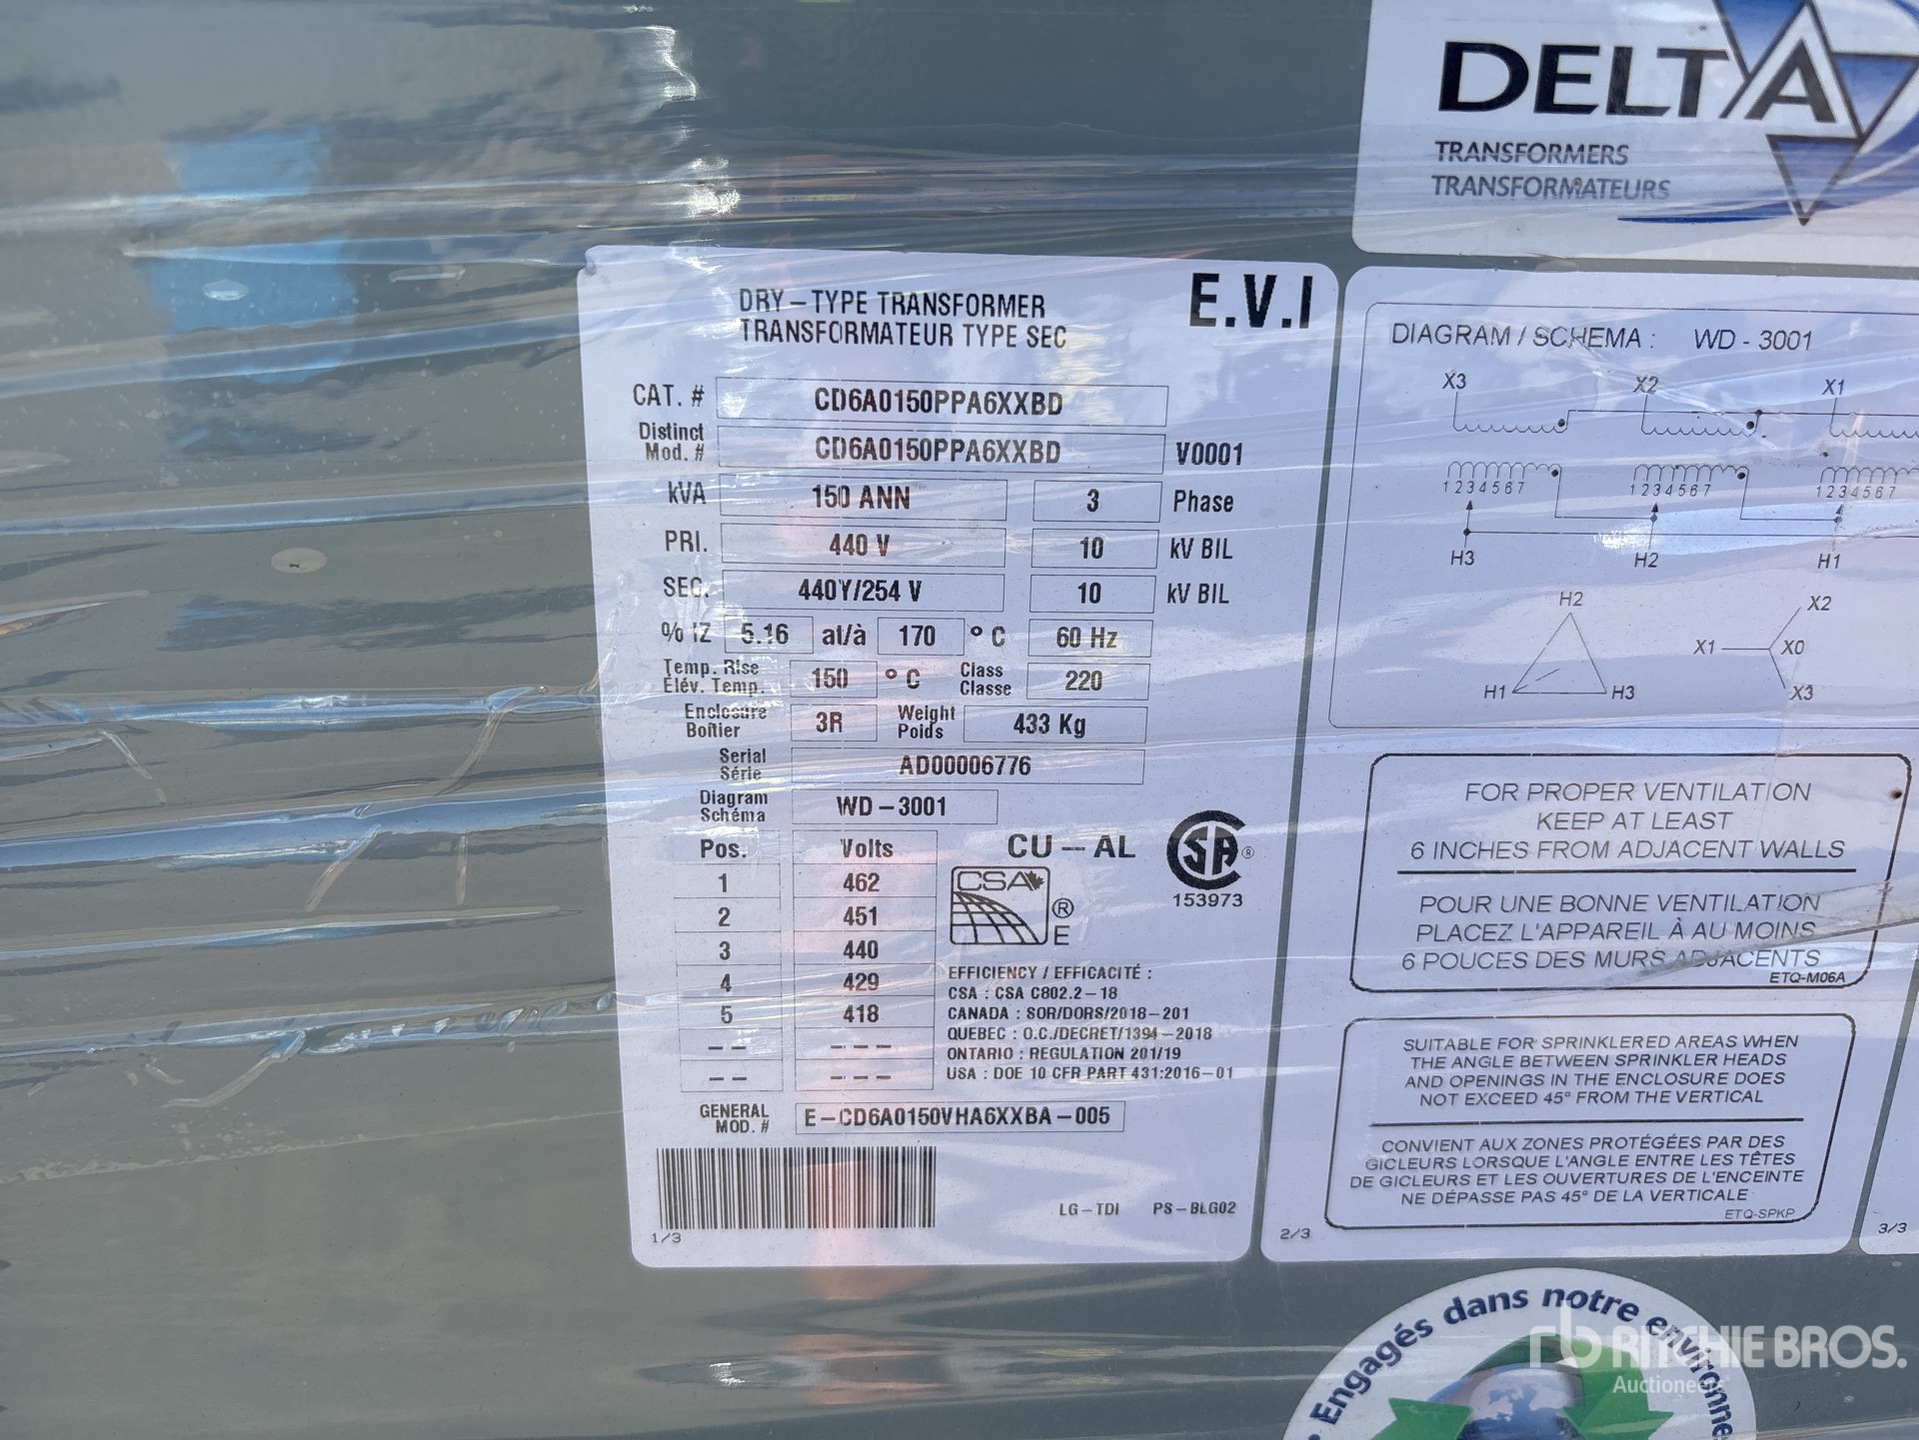 DELTA
TRANSFORMERS
TRANSFORMATEURS
E.V.I
DRY-TYPE TRANSFORMER
TRANSFORMATEUR TYPE SEC
CAT. # CD6A0150PPA6XXBD
Distinct Mod. # CD6A0150PPA6XXBD V0001
kVA 150 ANN 3 Phase
PRI. 440 V 10 kV BIL
SEC. 440Y/254 V 10 kV BIL
% IZ 5.16 at/à 170 °C 60 Hz
Temp. Rise Élév. Temp. 150 °C Class Classe 220
Enclosure Boîtier 3R Weight Poids 433 Kg
Serial Série AD00006776
Diagram Schéma WD-3001
Pos. Volts
1 462
2 451
3 440
4 429
5 418
-- ---
-- ---
CU-AL
153973
CSA
® E
EFFICIENCY / EFFICACITÉ :
CSA : CSA C802.2-18
CANADA : SOR/DORS/2018-201
QUEBEC : O.C./DECRET/1394-2018
ONTARIO : REGULATION 201/19
USA : DOE 10 CFR PART 431:2016-01
GENERAL MOD. # E-CD6A0150VHA6XXBA-005
LG-TDI PS-BLG02
1/3
DIAGRAM / SCHEMA : WD - 3001
X3 X2 X1
1 2 3 4 5 6 7 1 2 3 4 5 6 7 1 2 3 4 5 6 7
H3 H2 H1
H2
H1 H3
X2
X1 X0
X3
FOR PROPER VENTILATION
KEEP AT LEAST
6 INCHES FROM ADJACENT WALLS
POUR UNE BONNE VENTILATION
PLACEZ L'APPAREIL À AU MOINS
6 POUCES DES MURS ADJACENTS
ETQ-M06A
SUITABLE FOR SPRINKLERED AREAS WHEN
THE ANGLE BETWEEN SPRINKLER HEADS
AND OPENINGS IN THE ENCLOSURE DOES
NOT EXCEED 45° FROM THE VERTICAL
CONVIENT AUX ZONES PROTÉGÉES PAR DES
GICLEURS LORSQUE L'ANGLE ENTRE LES TÊTES
DE GICLEURS ET LES OUVERTURES DE L'ENCEINTE
NE DÉPASSE PAS 45° DE LA VERTICALE
ETQ-SPKP
2/3
3/3
Engagés dans notre environne
rb RITCHIE BROS.
Auctioneers